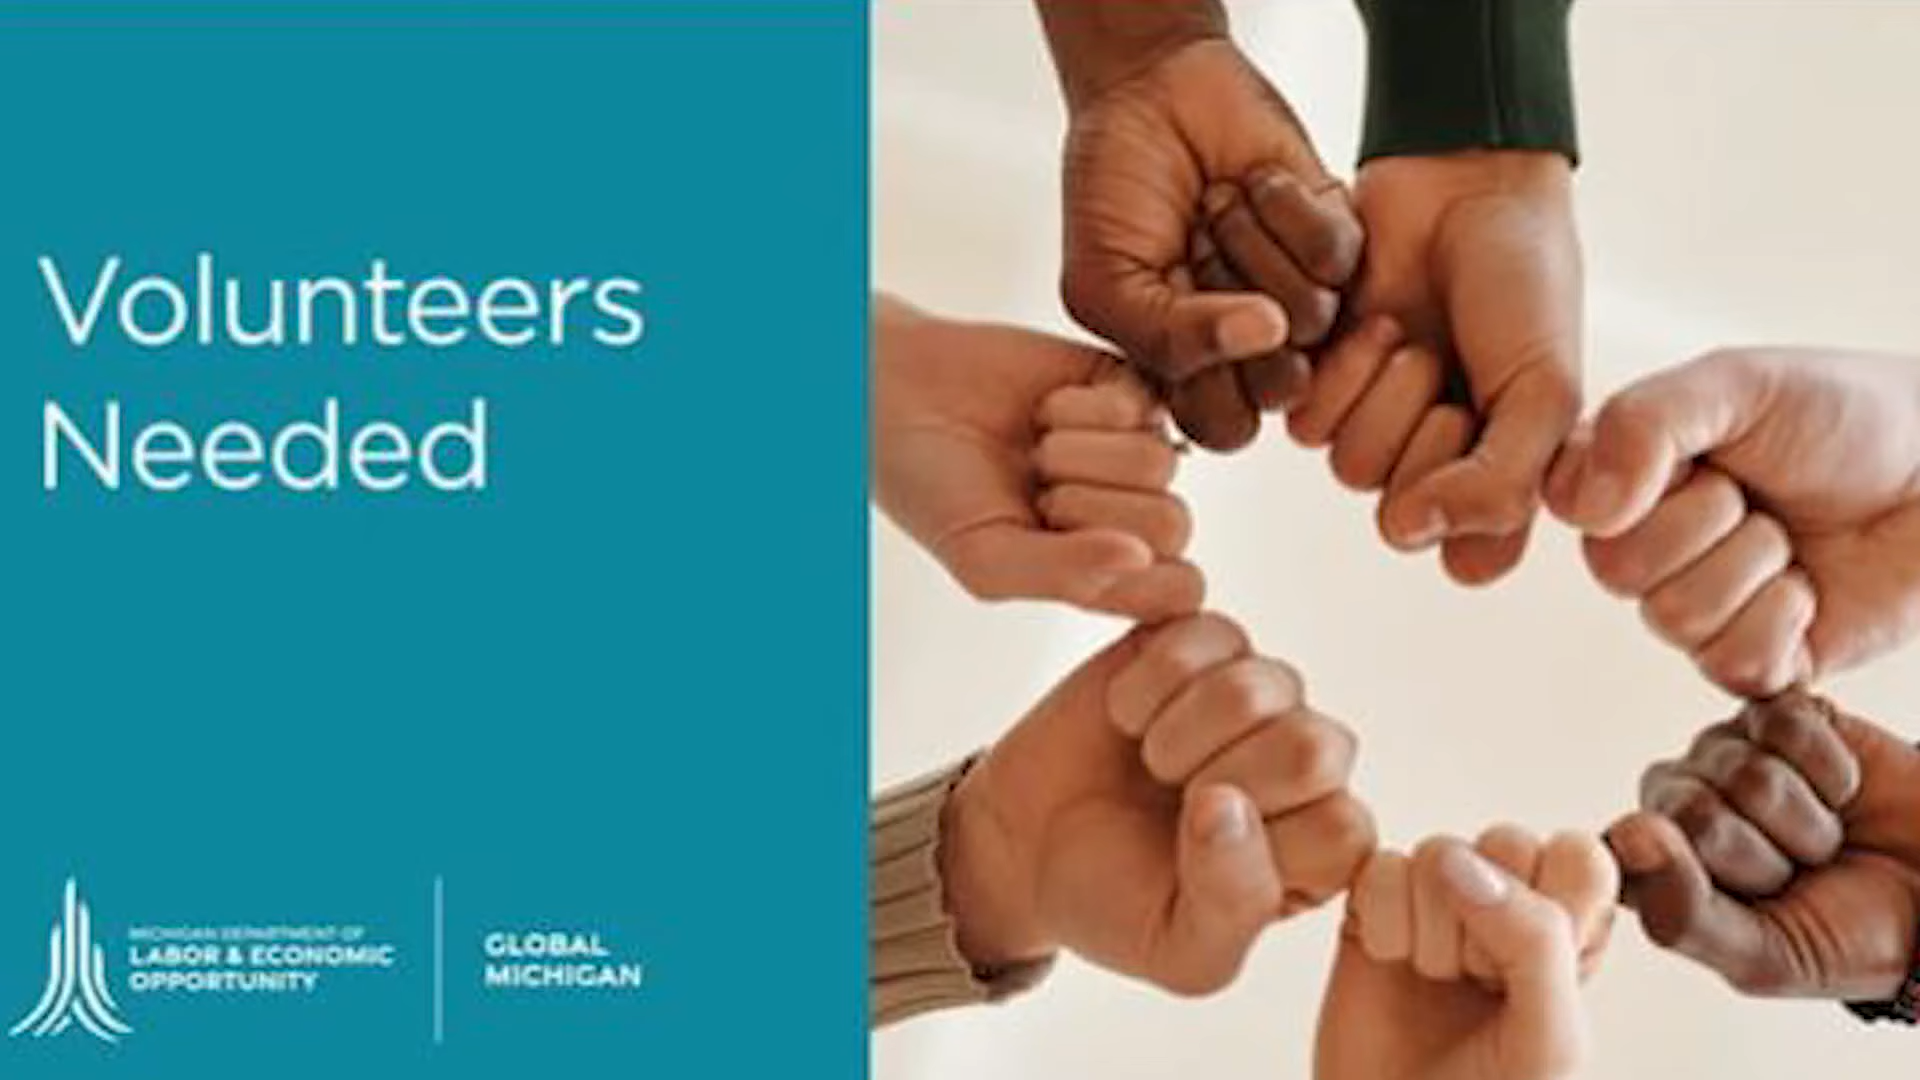 Volunteers
Needed
MICHIGAN DEPARTMENT OF
LABOR & ECONOMIC
OPPORTUNITY
GLOBAL
MICHIGAN